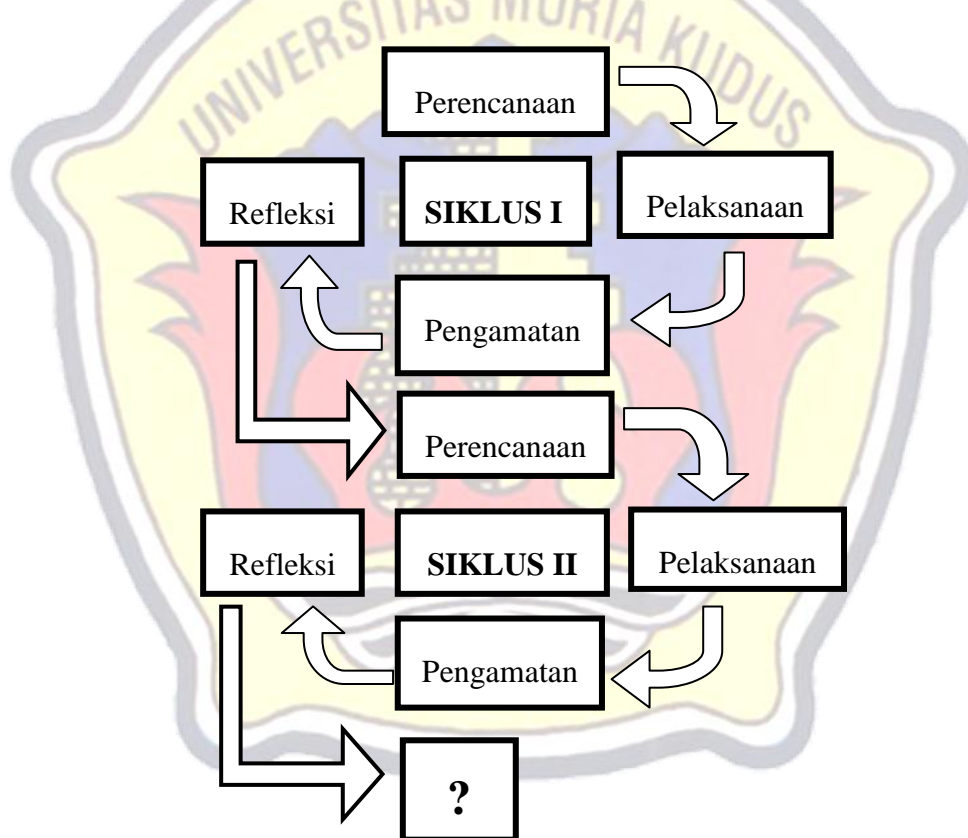 UNIVERSITAS MURIA KUDUS
Perencanaan
Refleksi
SIKLUS I
Pelaksanaan
Pengamatan
Perencanaan
Refleksi
SIKLUS II
Pelaksanaan
Pengamatan
?